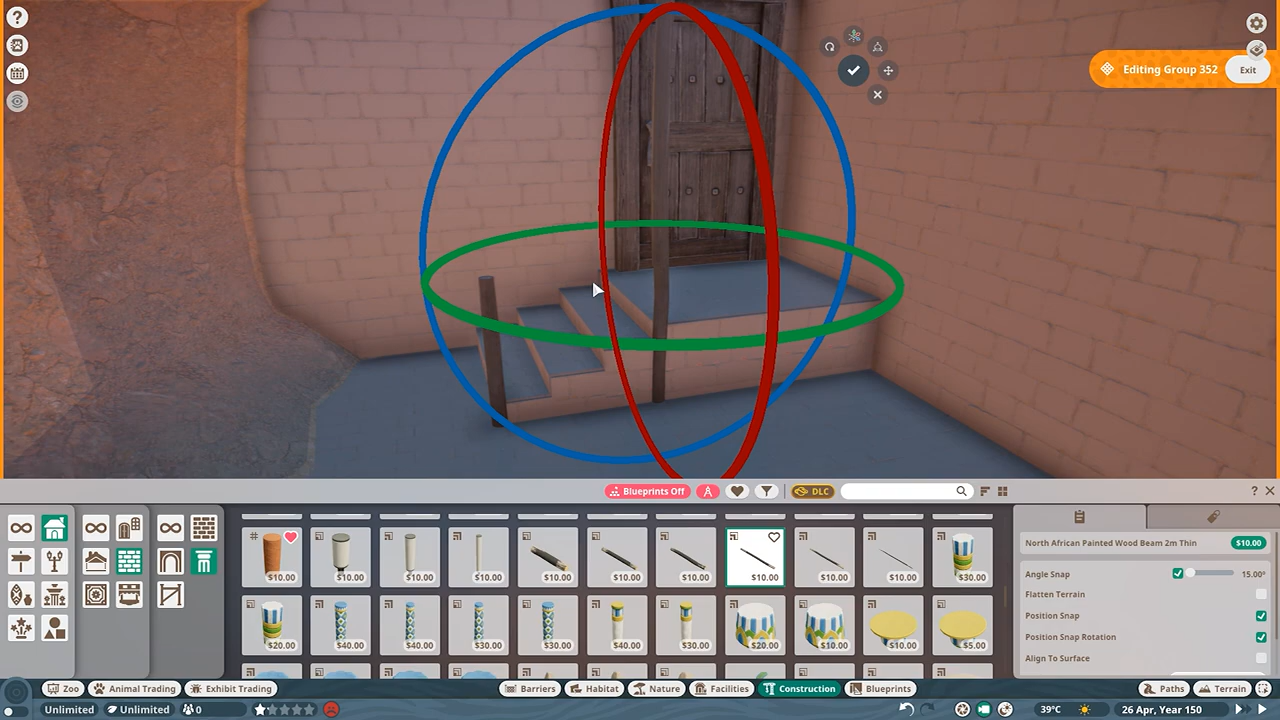 Editing Group 352
Exit
Blueprints Off
DLC
North African Painted Wood Beam 2m Thin $10.00
$10.00 $10.00 $10.00 $10.00 $10.00 $10.00 $10.00 $10.00 $10.00 $10.00 $30.00
Angle Snap 15.00°
Flatten Terrain
Position Snap
$20.00 $40.00 $40.00 $30.00 $30.00 $40.00 $30.00 $20.00 $10.00 $10.00 $5.00
Position Snap Rotation
Align To Surface
Zoo Animal Trading Exhibit Trading Barriers Habitat Nature Facilities Construction Blueprints Paths Terrain
Unlimited Unlimited 0 39°C 26 Apr, Year 150